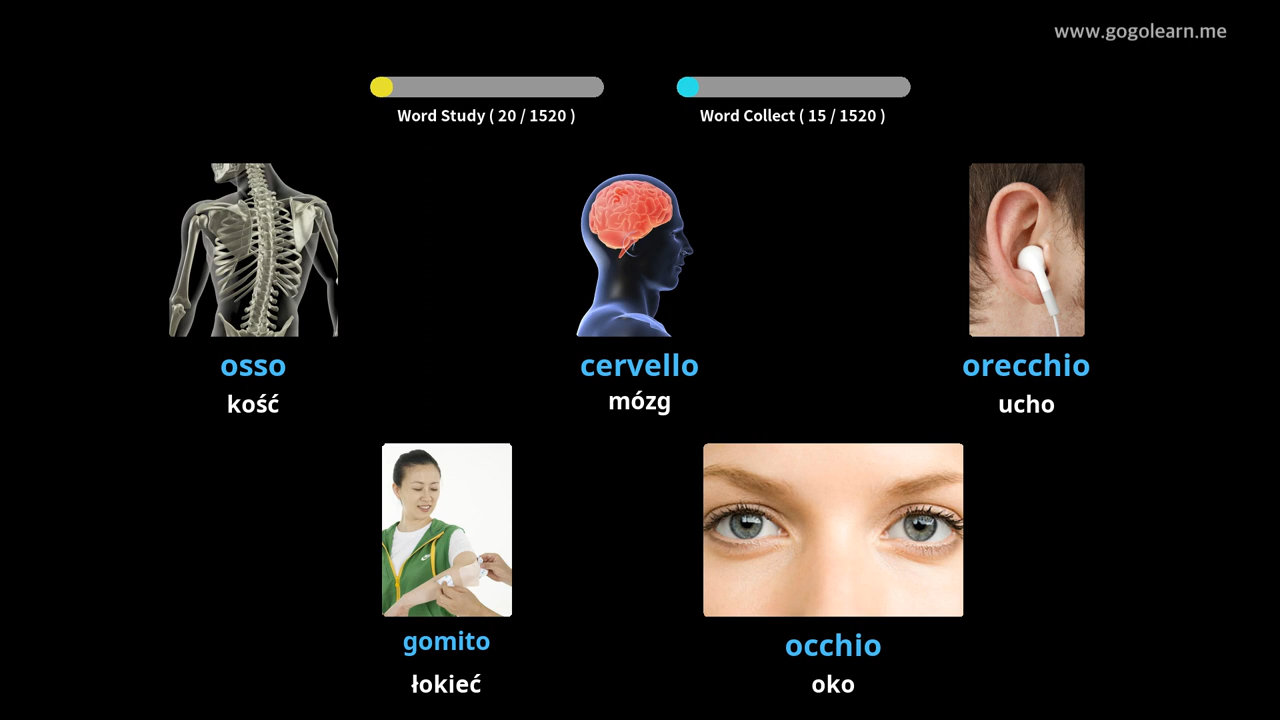 www.gogolearn.me
Word Study ( 20 / 1520 )
Word Collect ( 15 / 1520 )
osso
kość
cervello
mózg
orecchio
ucho
gomito
łokieć
occhio
oko